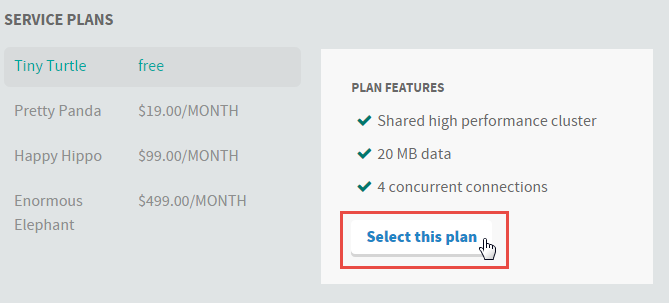 SERVICE PLANS
Tiny Turtle free
Pretty Panda $19.00/MONTH
Happy Hippo $99.00/MONTH
Enormous $499.00/MONTH
Elephant
PLAN FEATURES
Shared high performance cluster
20 MB data
4 concurrent connections
Select this plan